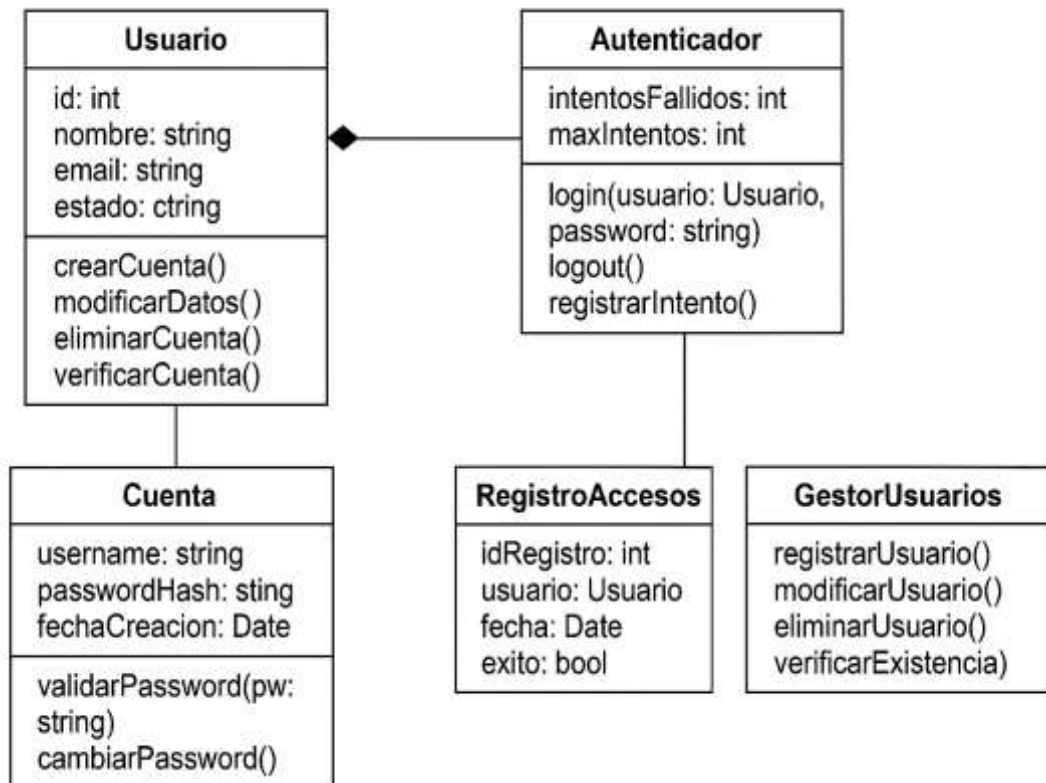 Usuario
id: int
nombre: string
email: string
estado: ctring
crearCuenta()
modificarDatos()
eliminarCuenta()
verificarCuenta()
Autenticador
intentosFallidos: int
maxIntentos: int
login(usuario: Usuario,
password: string)
logout()
registrarIntento()
Cuenta
username: string
passwordHash: sting
fechaCreacion: Date
validarPassword(pw:
string)
cambiarPassword()
RegistroAccesos
idRegistro: int
usuario: Usuario
fecha: Date
exito: bool
GestorUsuarios
registrarUsuario()
modificarUsuario()
eliminarUsuario()
verificarExistencia)